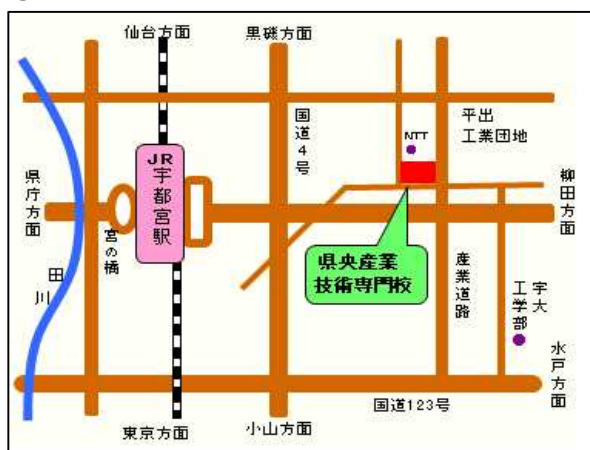 仙台方面
黒磯方面
国道4号
NTT
平出
工業団地
JR
宇都宮駅
県庁方面
柳田方面
宮の橋
田川
県央産業
技術専門校
産業道路
宇大
工学部
水戸方面
国道123号
東京方面
小山方面